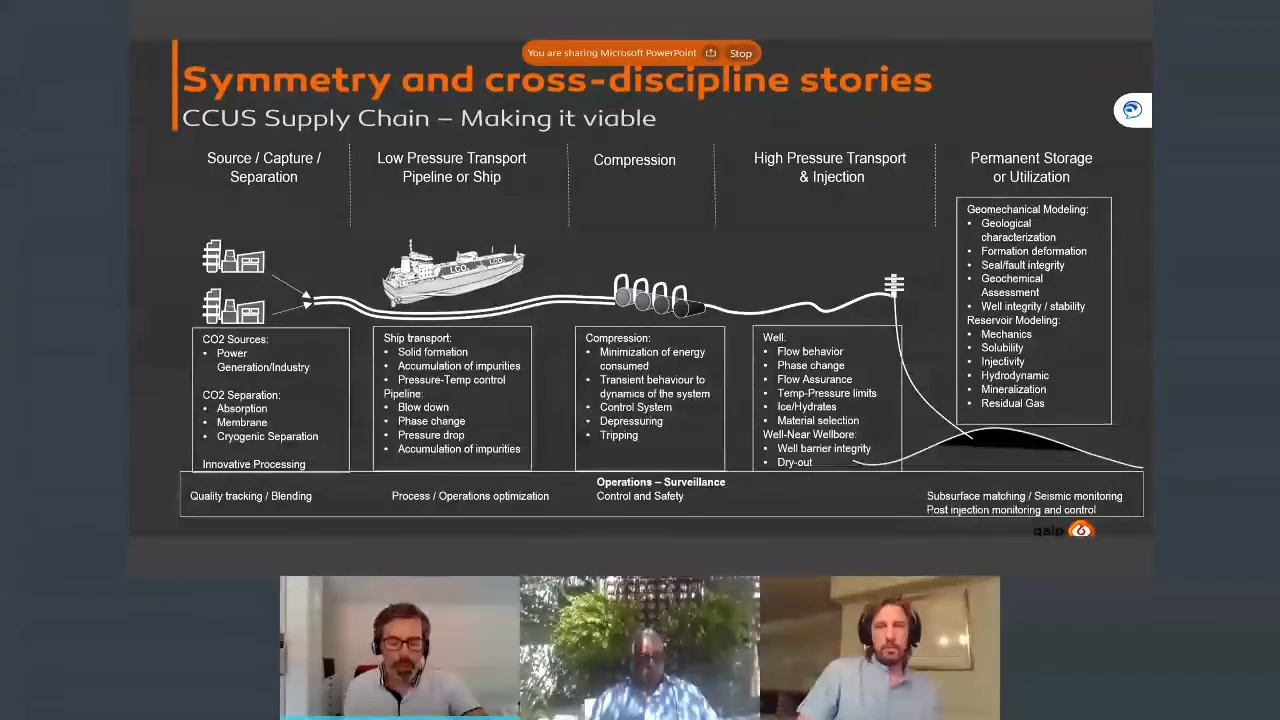 You are sharing Microsoft PowerPoint
Stop
Symmetry and cross-discipline stories
CCUS Supply Chain – Making it viable
Source / Capture /
Separation
Low Pressure Transport
Pipeline or Ship
Compression
High Pressure Transport
& Injection
Permanent Storage
or Utilization
LCO₂ LCO₂
CO2 Sources:
• Power
Generation/Industry
CO2 Separation:
• Absorption
• Membrane
• Cryogenic Separation
Innovative Processing
Ship transport:
• Solid formation
• Accumulation of impurities
• Pressure-Temp control
Pipeline:
• Blow down
• Phase change
• Pressure drop
• Accumulation of impurities
Compression:
• Minimization of energy
consumed
• Transient behaviour to
dynamics of the system
• Control System
• Depressuring
• Tripping
Well:
• Flow behavior
• Phase change
• Flow Assurance
• Temp-Pressure limits
• Ice/Hydrates
• Material selection
Well-Near Wellbore:
• Well barrier integrity
• Dry-out
Geomechanical Modeling:
• Geological
characterization
• Formation deformation
• Seal/fault integrity
• Geochemical
Assessment
• Well integrity / stability
Reservoir Modeling:
• Mechanics
• Solubility
• Injectivity
• Hydrodynamic
• Mineralization
• Residual Gas
Operations – Surveillance
Quality tracking / Blending
Process / Operations optimization
Control and Safety
Subsurface matching / Seismic monitoring
Post injection monitoring and control
galp